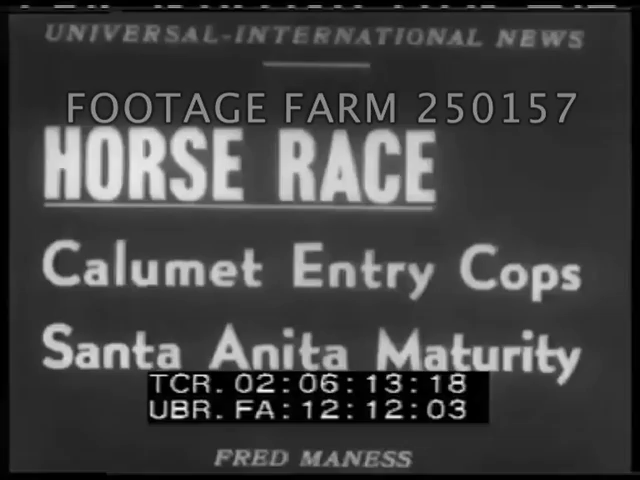 UNIVERSAL-INTERNATIONAL NEWS
FOOTAGE FARM 250157
HORSE RACE
Calumet Entry Cops
Santa Anita Maturity
TCR. 02:06:13:18
UBR. FA:12:12:03
FRED MANESS